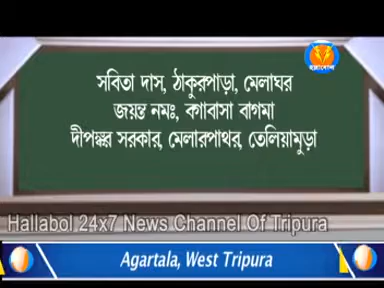 সবিতা দাস, ঠাকুরপাড়া, মেলাঘর
জয়ন্ত নমঃ, কাবাসা বাগমা
দীপঙ্কর সরকার, মেলারপাথর, তেলিয়ামুড়া
Hallabol 24x7 News Channel Of Tripura
Agartala, West Tripura